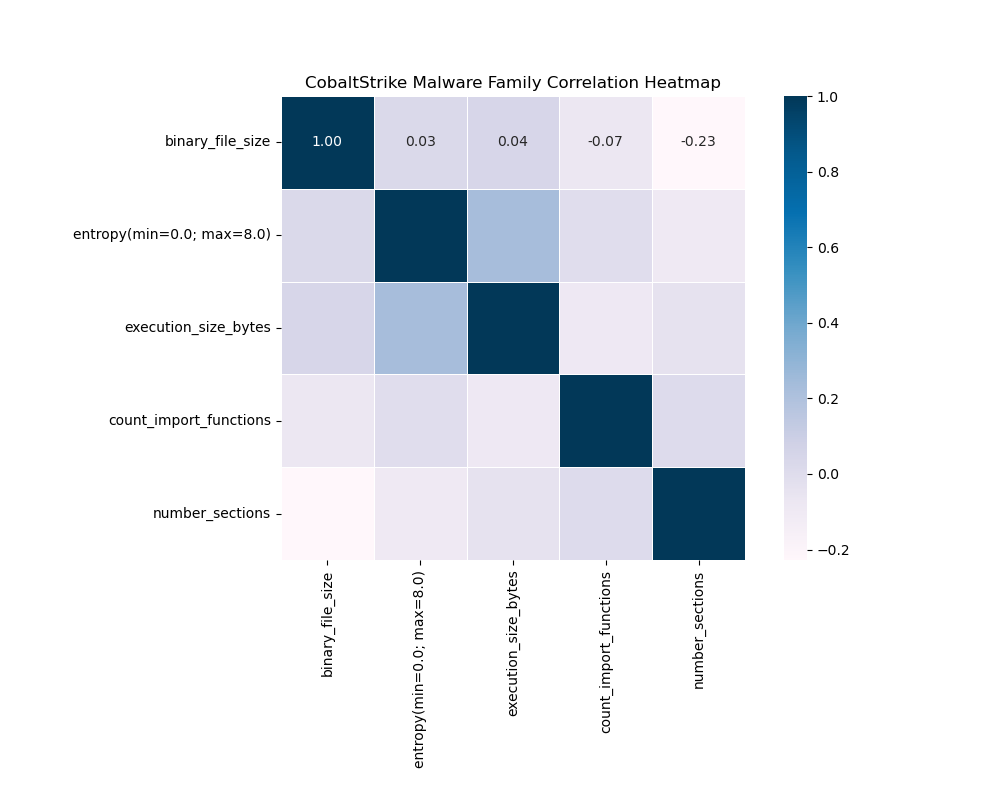 CobaltStrike Malware Family Correlation Heatmap
binary_file_size
1.00 0.03 0.04 -0.07 -0.23
entropy(min=0.0; max=8.0)
execution_size_bytes
count_import_functions
number_sections
binary_file_size
entropy(min=0.0; max=8.0)
execution_size_bytes
count_import_functions
number_sections
1.0
0.8
0.6
0.4
0.2
0.0
−0.2